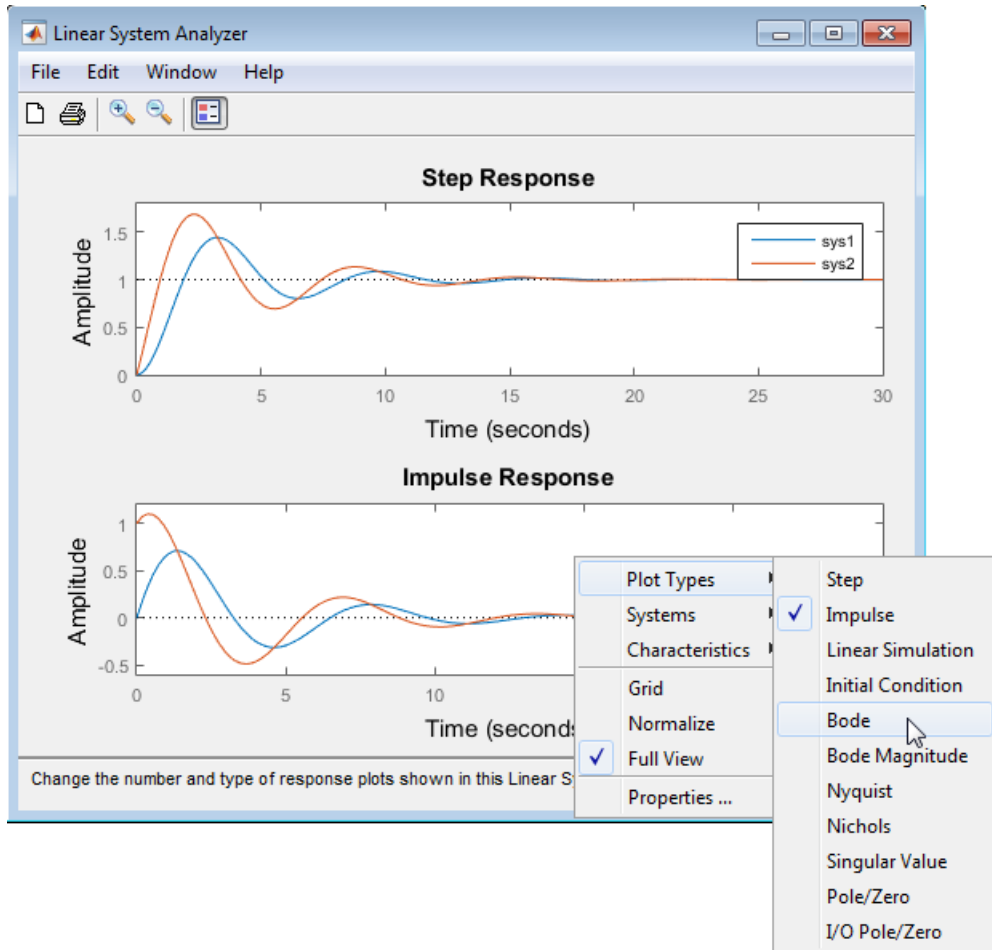 Linear System Analyzer
File Edit Window Help
Step Response
Amplitude
1.5
1
0.5
0
sys1
sys2
0 5 10 15 20 25 30
Time (seconds)
Impulse Response
Amplitude
1
0.5
0
-0.5
0 5 10
Time (seconds
Change the number and type of response plots shown in this Linear S
Plot Types
Systems
Characteristics
Grid
Normalize
Full View
Properties ...
Step
Impulse
Linear Simulation
Initial Condition
Bode
Bode Magnitude
Nyquist
Nichols
Singular Value
Pole/Zero
I/O Pole/Zero